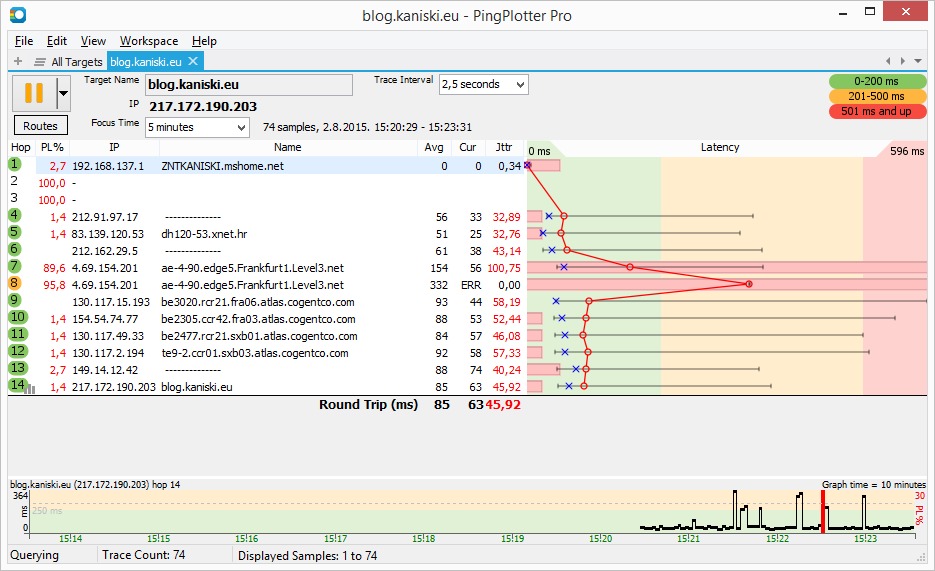 blog.kaniski.eu - PingPlotter Pro
File Edit View Workspace Help
All Targets blog.kaniski.eu
Target Name blog.kaniski.eu Trace Interval 2,5 seconds 0-200 ms
IP 217.172.190.203 201-500 ms
501 ms and up
Routes Focus Time 5 minutes 74 samples, 2.8.2015. 15:20:29 - 15:23:31
Hop PL% IP Name Avg Cur Jttr 0 ms Latency 596 ms
1 2,7 192.168.137.1 ZNTKANISKI.mshome.net 0 0 0,34
2 100,0 -
3 100,0 -
4 1,4 212.91.97.17 -------------- 56 33 32,89
5 1,4 83.139.120.53 dh120-53.xnet.hr 51 25 32,76
6 212.162.29.5 -------------- 61 38 43,14
7 89,6 4.69.154.201 ae-4-90.edge5.Frankfurt1.Level3.net 154 56 100,75
8 95,8 4.69.154.201 ae-4-90.edge5.Frankfurt1.Level3.net 332 ERR 0,00
9 130.117.15.193 be3020.rcr21.fra06.atlas.cogentco.com 93 44 58,19
10 1,4 154.54.74.77 be2305.ccr42.fra03.atlas.cogentco.com 88 53 52,44
11 1,4 130.117.49.33 be2477.rcr21.sxb01.atlas.cogentco.com 84 57 46,08
12 1,4 130.117.2.194 te9-2.ccr01.sxb03.atlas.cogentco.com 92 58 57,33
13 2,7 149.14.12.42 -------------- 88 74 40,24
14 1,4 217.172.190.203 blog.kaniski.eu 85 63 45,92
Round Trip (ms) 85 63 45,92
blog.kaniski.eu (217.172.190.203) hop 14 Graph time = 10 minutes
364 30
ms 250 ms PL%
0
15:14 15:15 15:16 15:17 15:18 15:19 15:20 15:21 15:22 15:23
Querying Trace Count: 74 Displayed Samples: 1 to 74